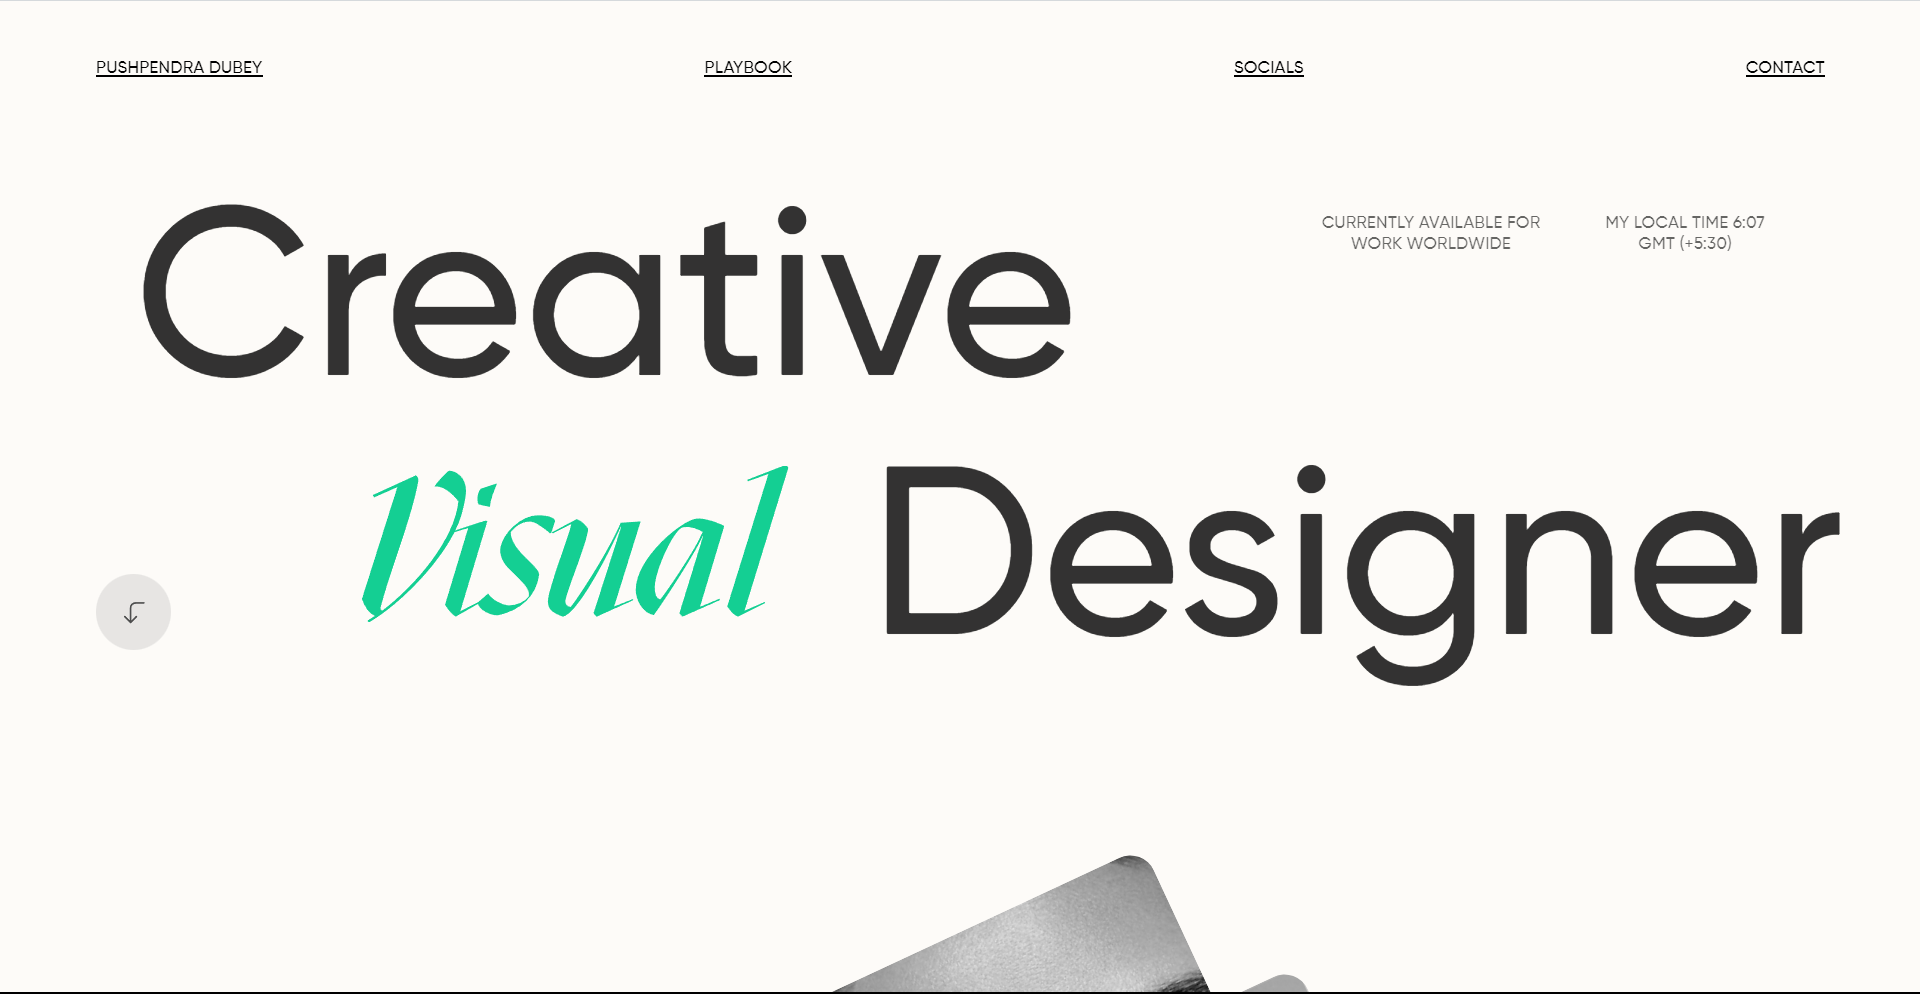 PUSHPENDRA DUBEY
PLAYBOOK
SOCIALS
CONTACT
Creative
CURRENTLY AVAILABLE FOR
WORK WORLDWIDE
MY LOCAL TIME 6:07
GMT (+5:30)
Visual Designer